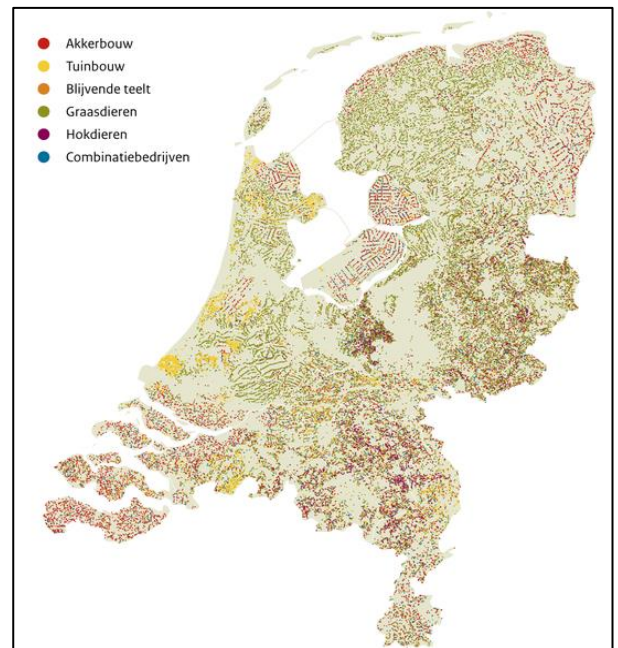 Akkerbouw
Tuinbouw
Blijvende teelt
Graasdieren
Hokdieren
Combinatiebedrijven